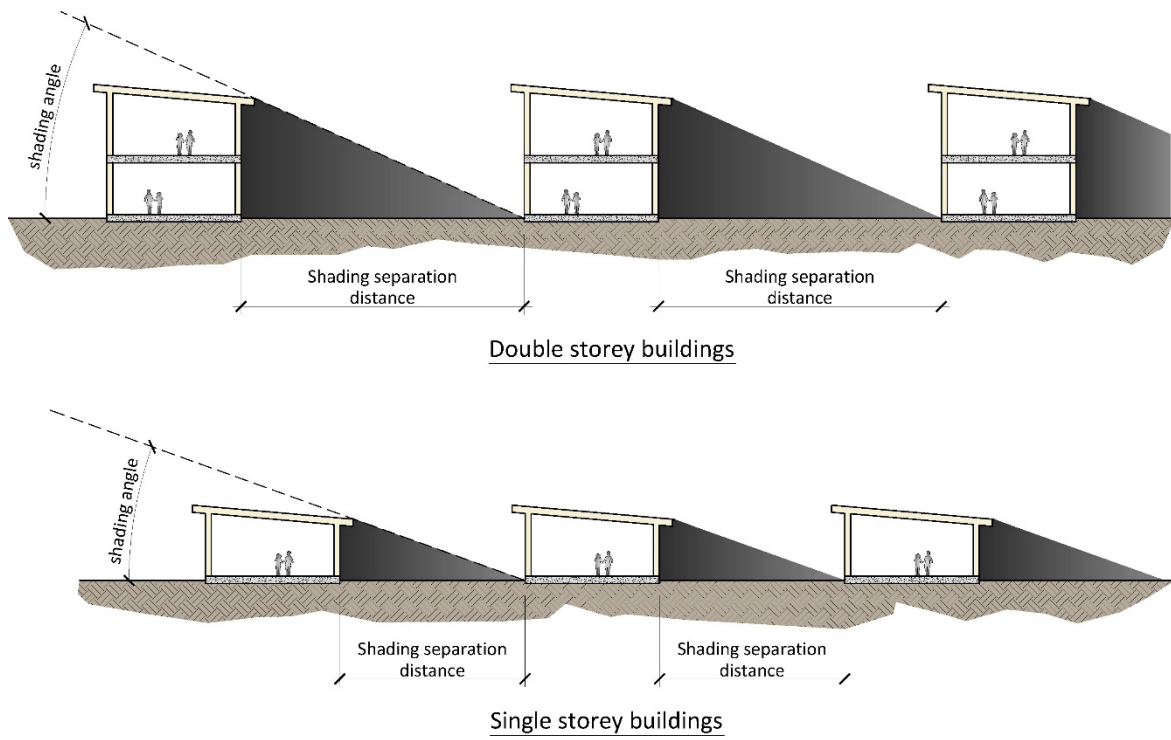 shading angle
Shading separation
distance
Shading separation
distance
Double storey buildings
shading angle
Shading separation
distance
Shading separation
distance
Single storey buildings